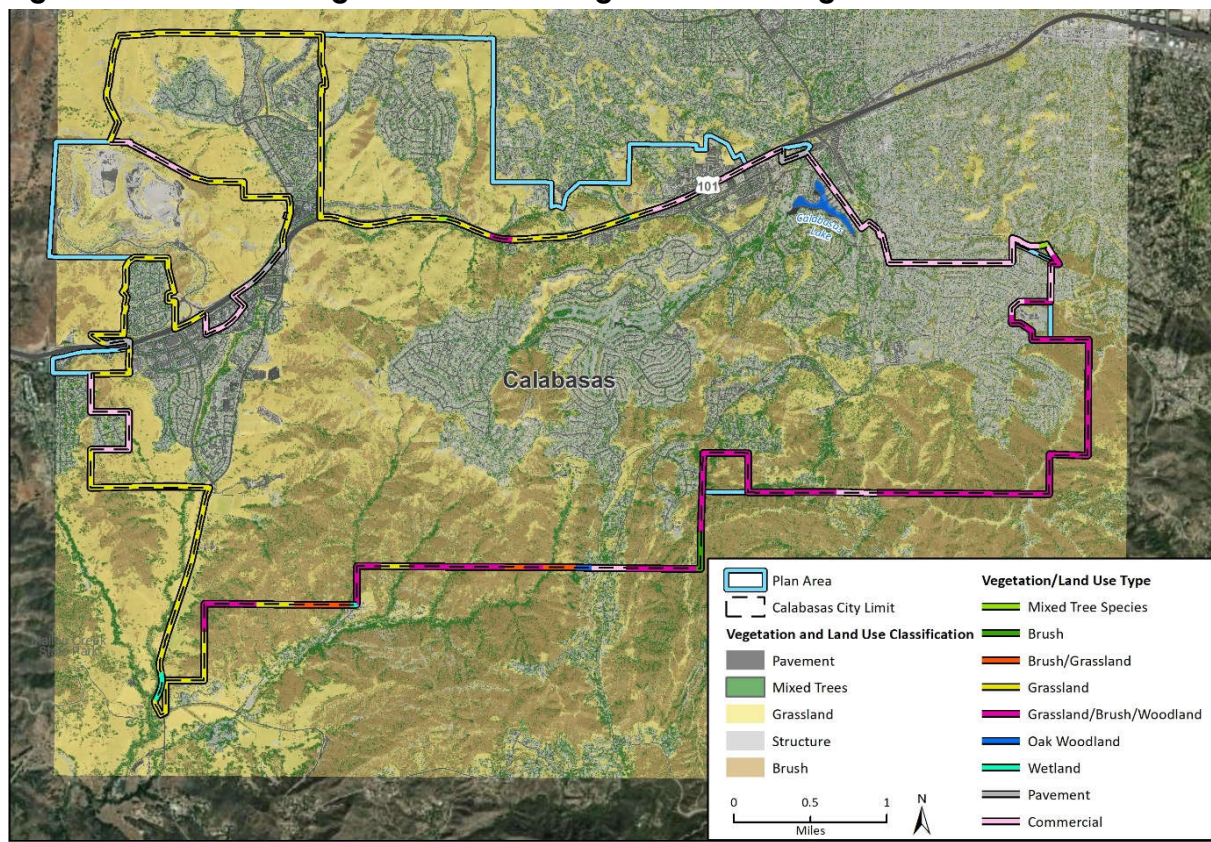 101
Calabasas
Lake
Calabasas
Plan Area
Calabasas City Limit
Vegetation and Land Use Classification
Pavement
Mixed Trees
Grassland
Structure
Brush
0 0.5 1
Miles
N
Vegetation/Land Use Type
Mixed Tree Species
Brush
Brush/Grassland
Grassland
Grassland/Brush/Woodland
Oak Woodland
Wetland
Pavement
Commercial